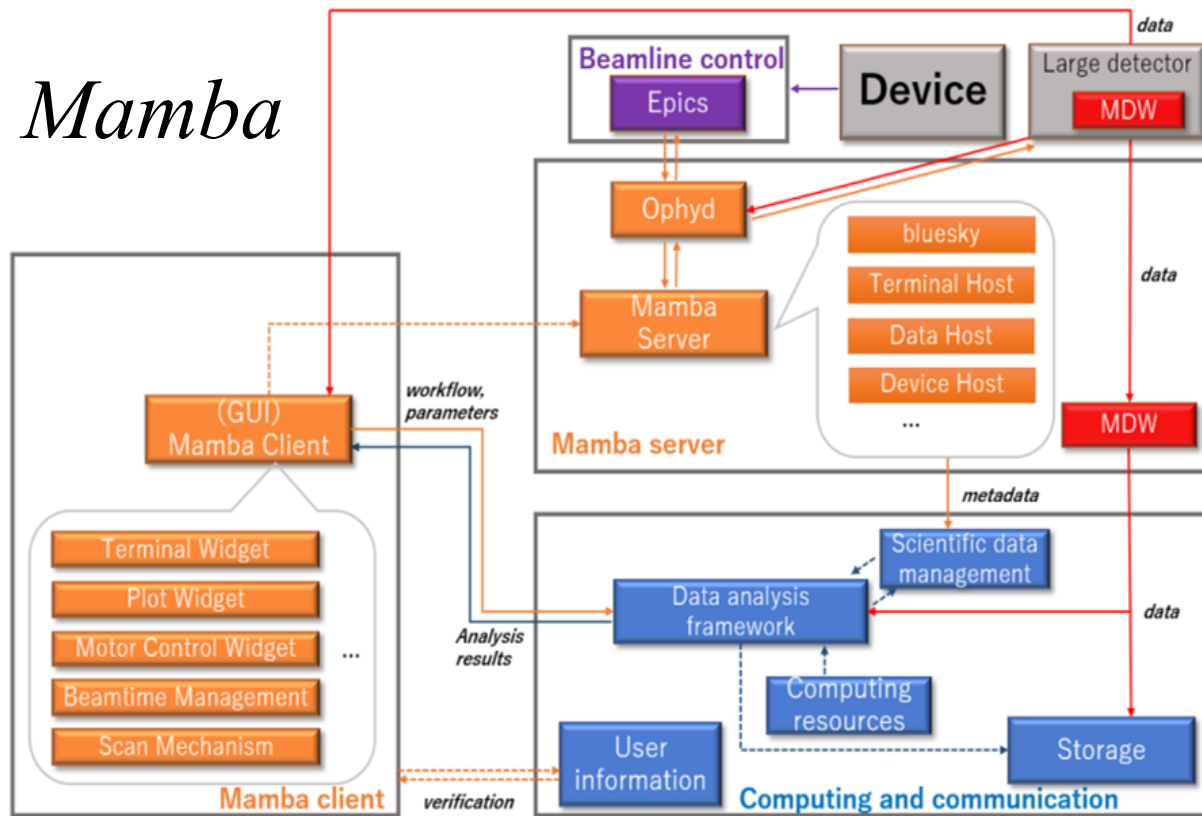 Mamba
data
Beamline control
Epics
Device
Large detector
MDW
Ophyd
bluesky
Terminal Host
Data Host
Device Host
...
data
Mamba
Server
(GUI)
Mamba Client
workflow,
parameters
Mamba server
MDW
metadata
Terminal Widget
Plot Widget
Motor Control Widget
...
Beamtime Management
Scan Mechanism
Mamba client
Analysis
results
verification
Scientific data
management
Data analysis
framework
data
Computing
resources
User
information
Storage
Computing and communication